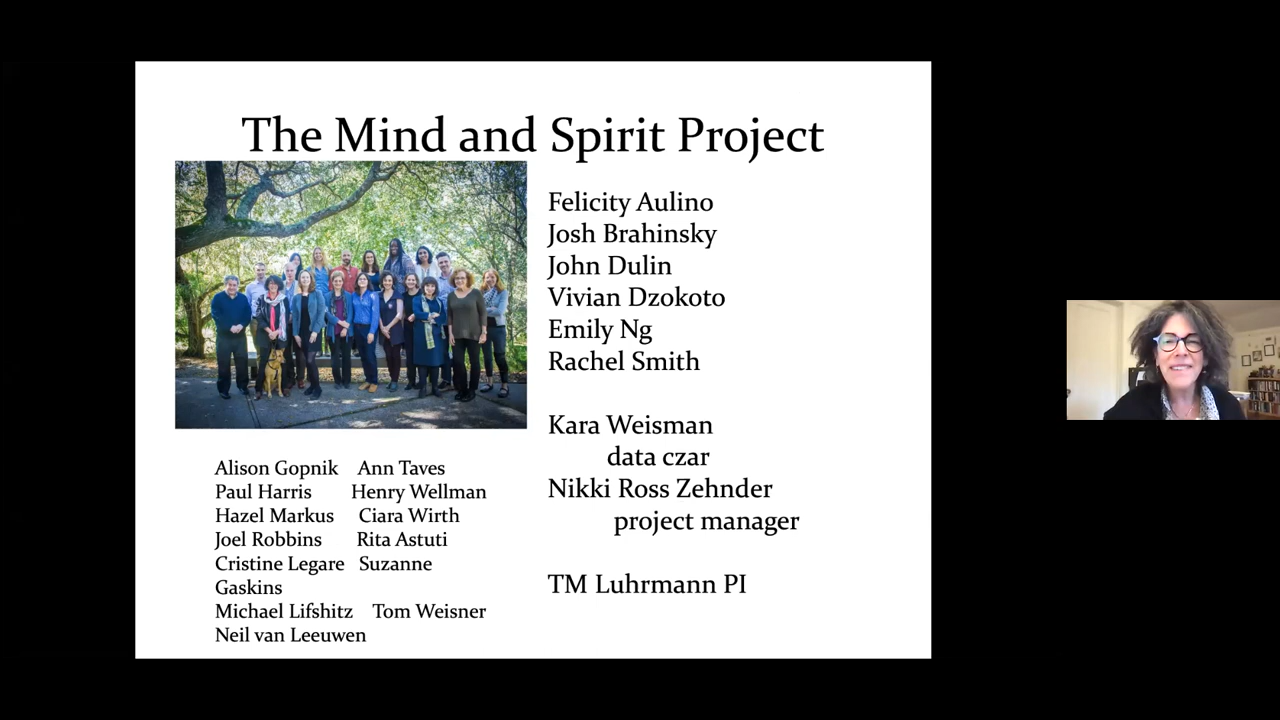 The Mind and Spirit Project
Felicity Aulino
Josh Brahinsky
John Dulin
Vivian Dzokoto
Emily Ng
Rachel Smith
Kara Weisman
data czar
Nikki Ross Zehnder
project manager
TM Luhrmann PI
Alison Gopnik Ann Taves
Paul Harris Henry Wellman
Hazel Markus Ciara Wirth
Joel Robbins Rita Astuti
Cristine Legare Suzanne
Gaskins
Michael Lifshitz Tom Weisner
Neil van Leeuwen